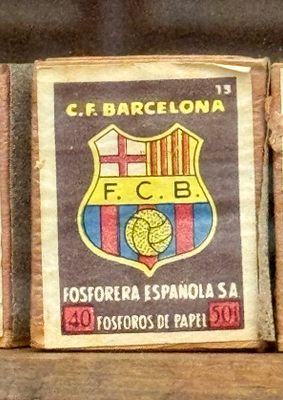 13
C.F. BARCELONA
F.C.B.
FOSFORERA ESPAÑOLA S.A.
40 FOSFOROS DE PAPEL 50